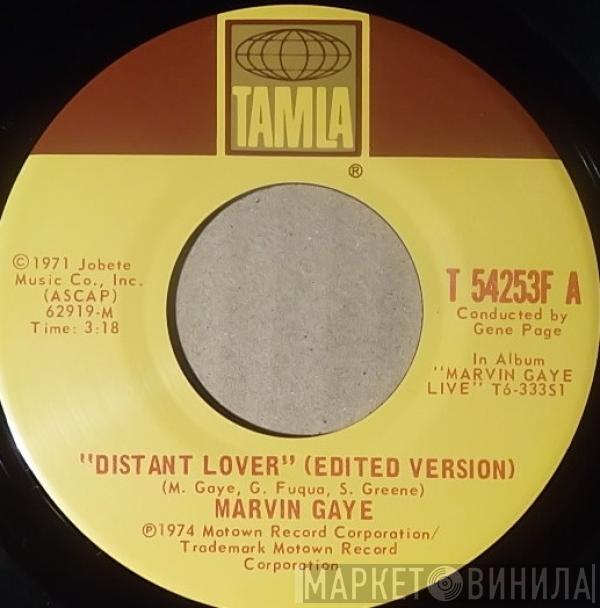 TAMLA
®
©1971 Jobete
Music Co., Inc.
(ASCAP)
62919-M
Time: 3:18
T 54253F A
Conducted by
Gene Page
In Album
"MARVIN GAYE
LIVE" T6-333S1
"DISTANT LOVER" (EDITED VERSION)
(M. Gaye, G. Fuqua, S. Greene)
MARVIN GAYE
℗1974 Motown Record Corporation/
Trademark Motown Record
Corporation
МАРКЕТ ВИНИЛА